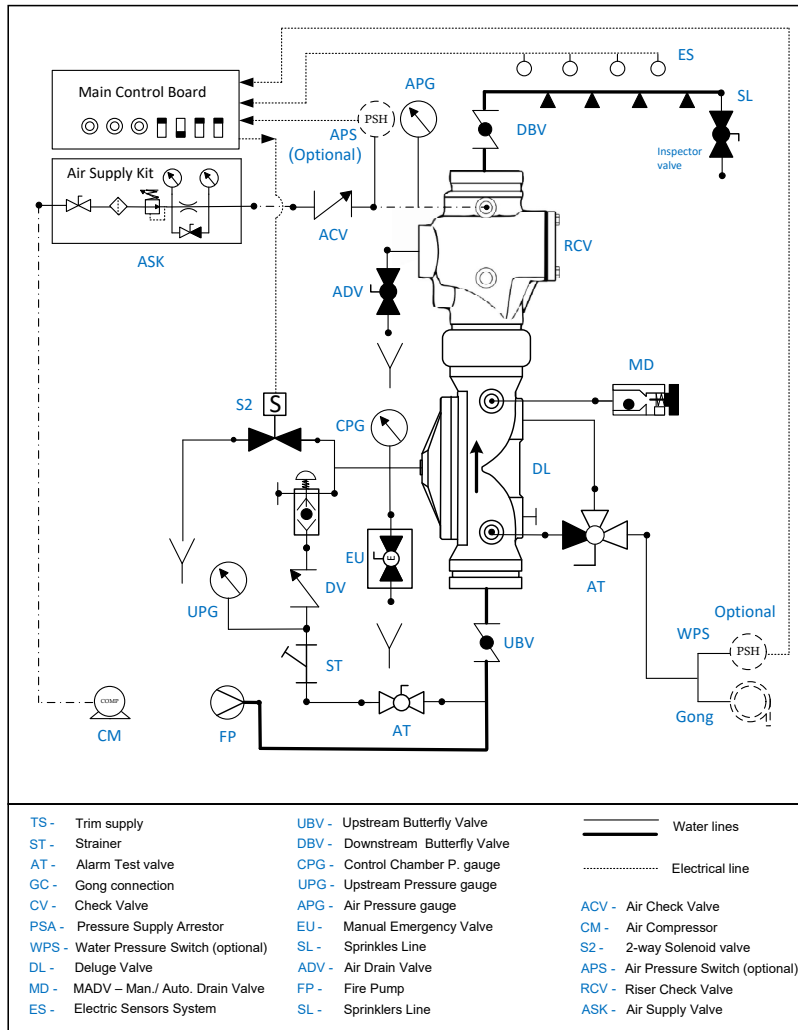 ES
Main Control Board
APG
SL
PSH
DBV
APS
(Optional)
Inspector
valve
Air Supply Kit
ACV
RCV
ASK
ADV
MD
S2
S
CPG
DL
EU
E
DV
AT
UPG
Optional
WPS
UBV
PSH
ST
COMP
Gong
CM
FP
AT
TS - Trim supply
ST - Strainer
AT - Alarm Test valve
GC - Gong connection
CV - Check Valve
PSA - Pressure Supply Arrestor
WPS - Water Pressure Switch (optional)
DL - Deluge Valve
MD - MADV – Man./ Auto. Drain Valve
ES - Electric Sensors System
UBV - Upstream Butterfly Valve
DBV - Downstream Butterfly Valve
CPG - Control Chamber P. gauge
UPG - Upstream Pressure gauge
APG - Air Pressure gauge
EU - Manual Emergency Valve
SL - Sprinkles Line
ADV - Air Drain Valve
FP - Fire Pump
SL - Sprinklers Line
Water lines
Electrical line
ACV - Air Check Valve
CM - Air Compressor
S2 - 2-way Solenoid valve
APS - Air Pressure Switch (optional)
RCV - Riser Check Valve
ASK - Air Supply Valve